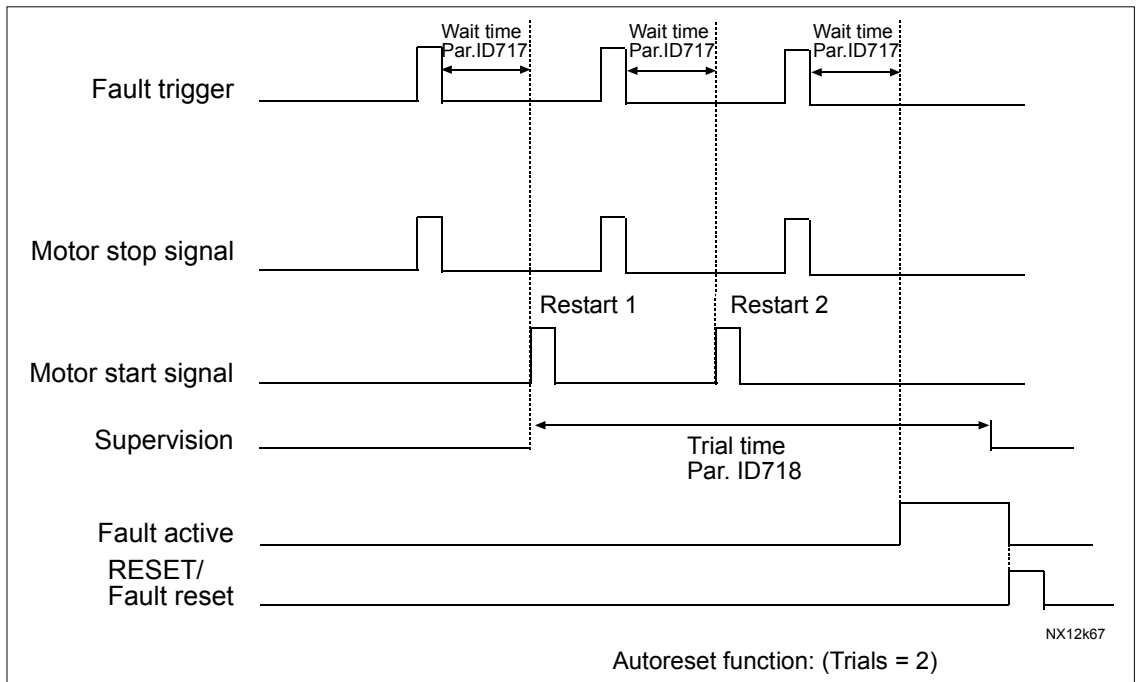 Wait time
Par.ID717
Wait time
Par.ID717
Wait time
Par.ID717
Fault trigger
Motor stop signal
Restart 1
Restart 2
Motor start signal
Supervision
Trial time
Par. ID718
Fault active
RESET/
Fault reset
NX12k67
Autoreset function: (Trials = 2)